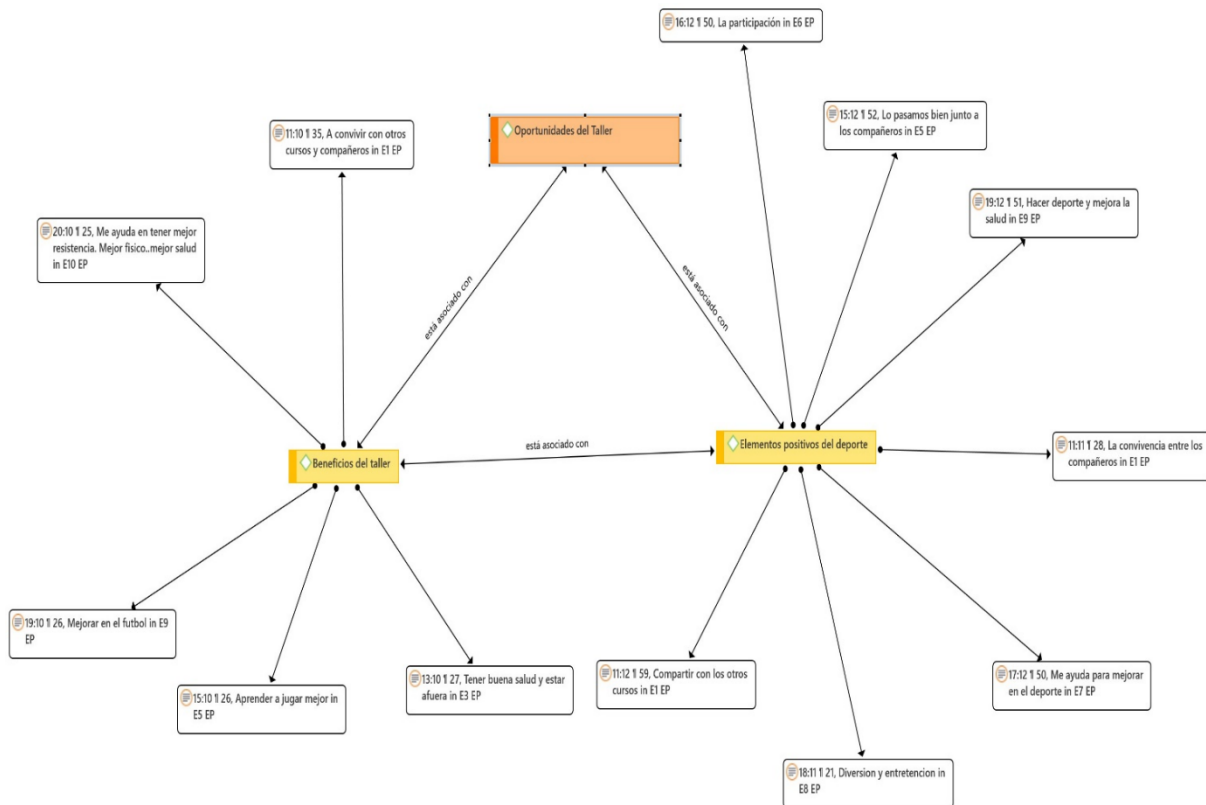 16:12 ¶ 50, La participación in E6 EP
Oportunidades del Taller
15:12 ¶ 52, Lo pasamos bien junto a
los compañeros in E5 EP
11:10 ¶ 35, A convivir con otros
cursos y compañeros in E1 EP
19:12 ¶ 51, Hacer deporte y mejora la
salud in E9 EP
20:10 ¶ 25, Me ayuda en tener mejor
resistencia. Mejor fisico..mejor salud
in E10 EP
está asociado con
está asociado con
está asociado con
Elementos positivos del deporte
11:11 ¶ 28, La convivencia entre los
compañeros in E1 EP
Beneficios del taller
19:10 ¶ 26, Mejorar en el futbol in E9
EP
13:10 ¶ 27, Tener buena salud y estar
afuera in E3 EP
11:12 ¶ 59, Compartir con los otros
cursos in E1 EP
17:12 ¶ 50, Me ayuda para mejorar
en el deporte in E7 EP
15:10 ¶ 26, Aprender a jugar mejor in
E5 EP
18:11 ¶ 21, Diversion y entretencion in
E8 EP